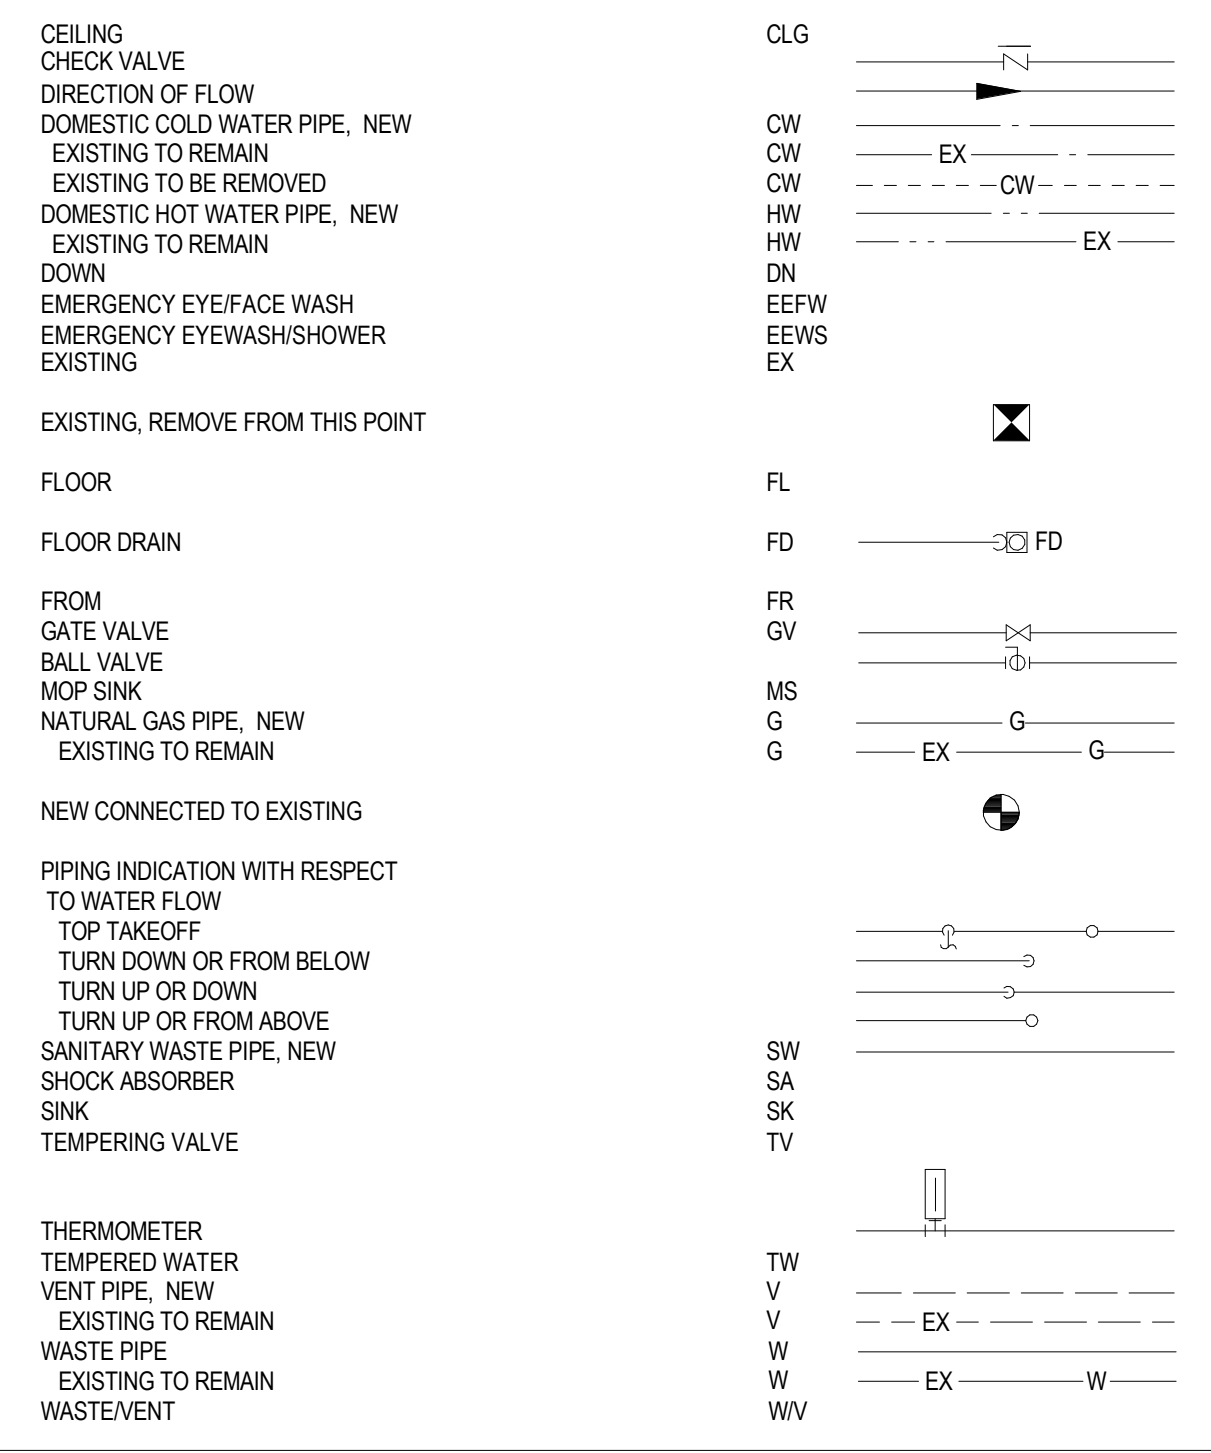 CEILING CLG
CHECK VALVE
DIRECTION OF FLOW
DOMESTIC COLD WATER PIPE, NEW CW
EXISTING TO REMAIN CW EX
EXISTING TO BE REMOVED CW CW
DOMESTIC HOT WATER PIPE, NEW HW
EXISTING TO REMAIN HW EX
DOWN DN
EMERGENCY EYE/FACE WASH EEFW
EMERGENCY EYEWASH/SHOWER EEWS
EXISTING EX
EXISTING, REMOVE FROM THIS POINT
FLOOR FL
FLOOR DRAIN FD FD
FROM FR
GATE VALVE GV
BALL VALVE
MOP SINK MS
NATURAL GAS PIPE, NEW G G
EXISTING TO REMAIN G EX G
NEW CONNECTED TO EXISTING
PIPING INDICATION WITH RESPECT
TO WATER FLOW
TOP TAKEOFF
TURN DOWN OR FROM BELOW
TURN UP OR DOWN
TURN UP OR FROM ABOVE
SANITARY WASTE PIPE, NEW SW
SHOCK ABSORBER SA
SINK SK
TEMPERING VALVE TV
THERMOMETER
TEMPERED WATER TW
VENT PIPE, NEW V
EXISTING TO REMAIN V EX
WASTE PIPE W
EXISTING TO REMAIN W EX W
WASTE/VENT W/V